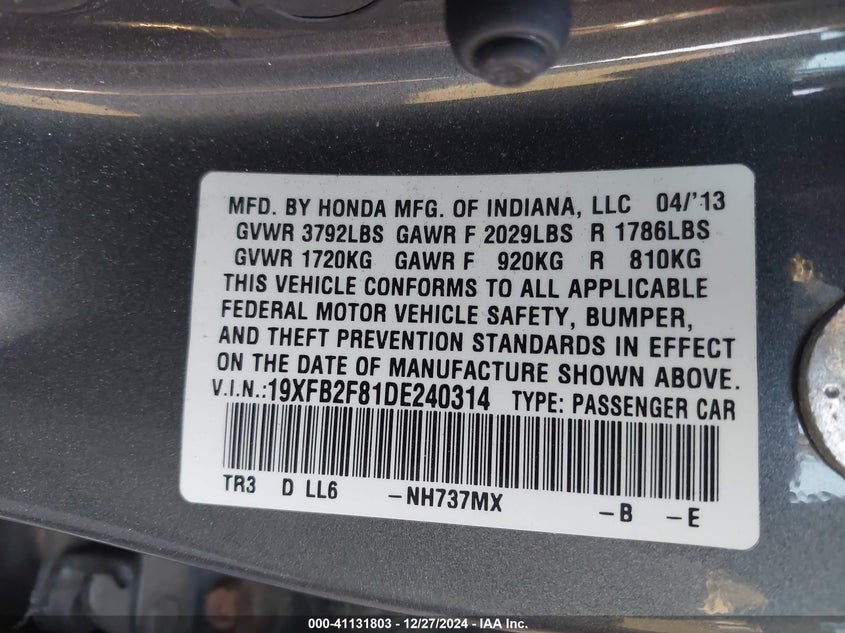 MFD. BY HONDA MFG. OF INDIANA, LLC 04/'13
GVWR 3792LBS GAWR F 2029LBS R 1786LBS
GVWR 1720KG GAWR F 920KG R 810KG
THIS VEHICLE CONFORMS TO ALL APPLICABLE
FEDERAL MOTOR VEHICLE SAFETY, BUMPER,
AND THEFT PREVENTION STANDARDS IN EFFECT
ON THE DATE OF MANUFACTURE SHOWN ABOVE.
V.I.N.:19XFB2F81DE240314 TYPE: PASSENGER CAR
TR3 D LL6 -NH737MX -B -E
000-41131803 - 12/27/2024 - IAA Inc.